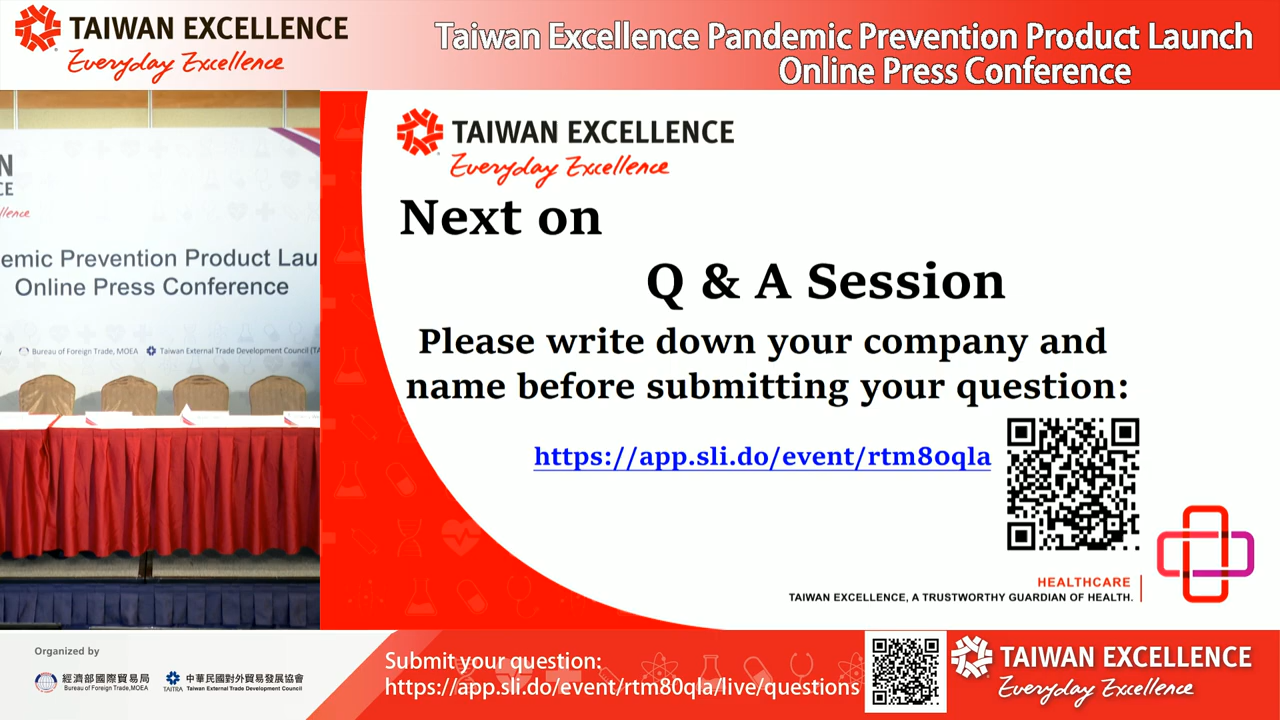 TAIWAN EXCELLENCE
Everyday Excellence
Taiwan Excellence Pandemic Prevention Product Launch
Online Press Conference
N
CE
llence
emic Prevention Product Lau
Online Press Conference
Bureau of Foreign Trade, MOEA
Taiwan External Trade Development Council (TA
TAIWAN EXCELLENCE
Everyday Excellence
Next on
Q & A Session
Please write down your company and
name before submitting your question:
https://app.sli.do/event/rtm80qla
HEALTHCARE
TAIWAN EXCELLENCE, A TRUSTWORTHY GUARDIAN OF HEALTH.
Organized by
經濟部國際貿易局
Bureau of Foreign Trade,MOEA
TAITRA
中華民國對外貿易發展協會
Taiwan External Trade Development Council
Submit your question:
https://app.sli.do/event/rtm80qla/live/questions
TAIWAN EXCELLENCE
Everyday Excellence